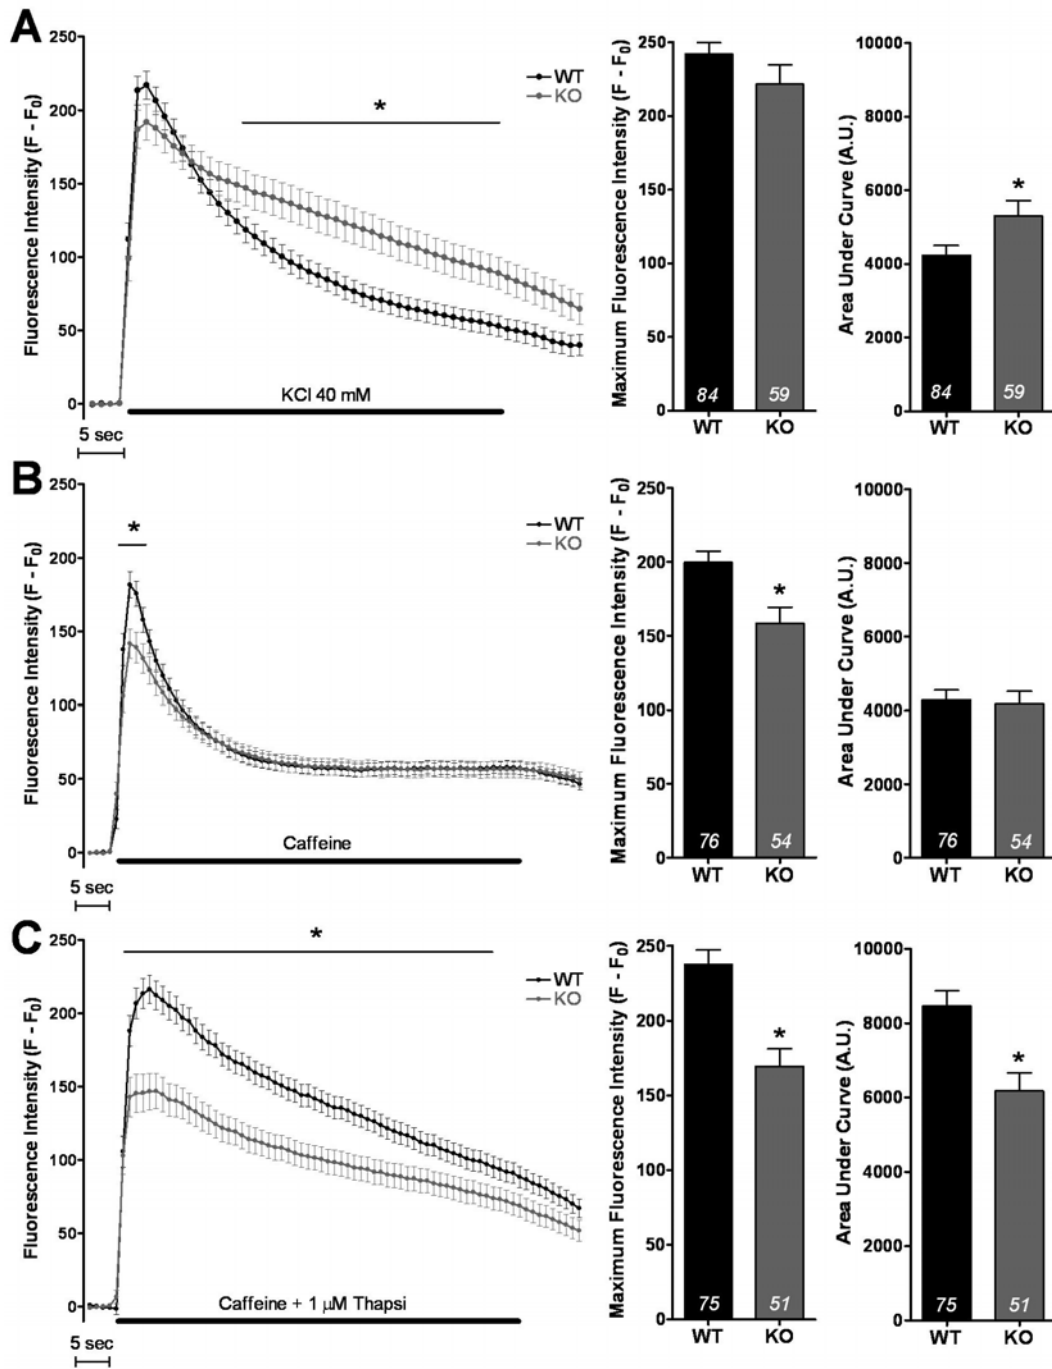 A
Fluorescence Intensity (F - F0)
250
200
150
100
50
0
WT
KO
*
KCl 40 mM
5 sec
Maximum Fluorescence Intensity (F - F0)
250
200
150
100
50
0
84
59
WT
KO
Area Under Curve (A.U.)
10000
8000
6000
4000
2000
0
*
84
59
WT
KO
B
Fluorescence Intensity (F - F0)
250
200
150
100
50
0
*
WT
KO
Caffeine
5 sec
Maximum Fluorescence Intensity (F - F0)
250
200
150
100
50
0
*
76
54
WT
KO
Area Under Curve (A.U.)
10000
8000
6000
4000
2000
0
76
54
WT
KO
C
Fluorescence Intensity (F - F0)
250
200
150
100
50
0
*
WT
KO
Caffeine + 1 µM Thapsi
5 sec
Maximum Fluorescence Intensity (F - F0)
250
200
150
100
50
0
*
75
51
WT
KO
Area Under Curve (A.U.)
10000
8000
6000
4000
2000
0
*
75
51
WT
KO